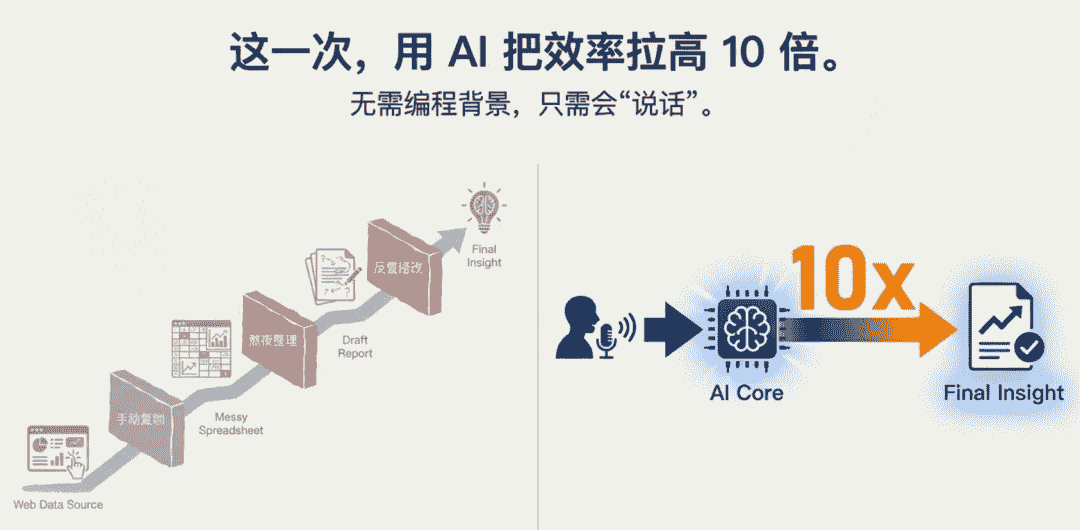 这一次，用 AI 把效率拉高 10 倍。
无需编程背景，只需会“说话”。
Final
Insight
反复修改
Draft
Report
熬夜整理
Messy
Spreadsheet
手动复制
Web Data Source
10x
AI Core
Final Insight